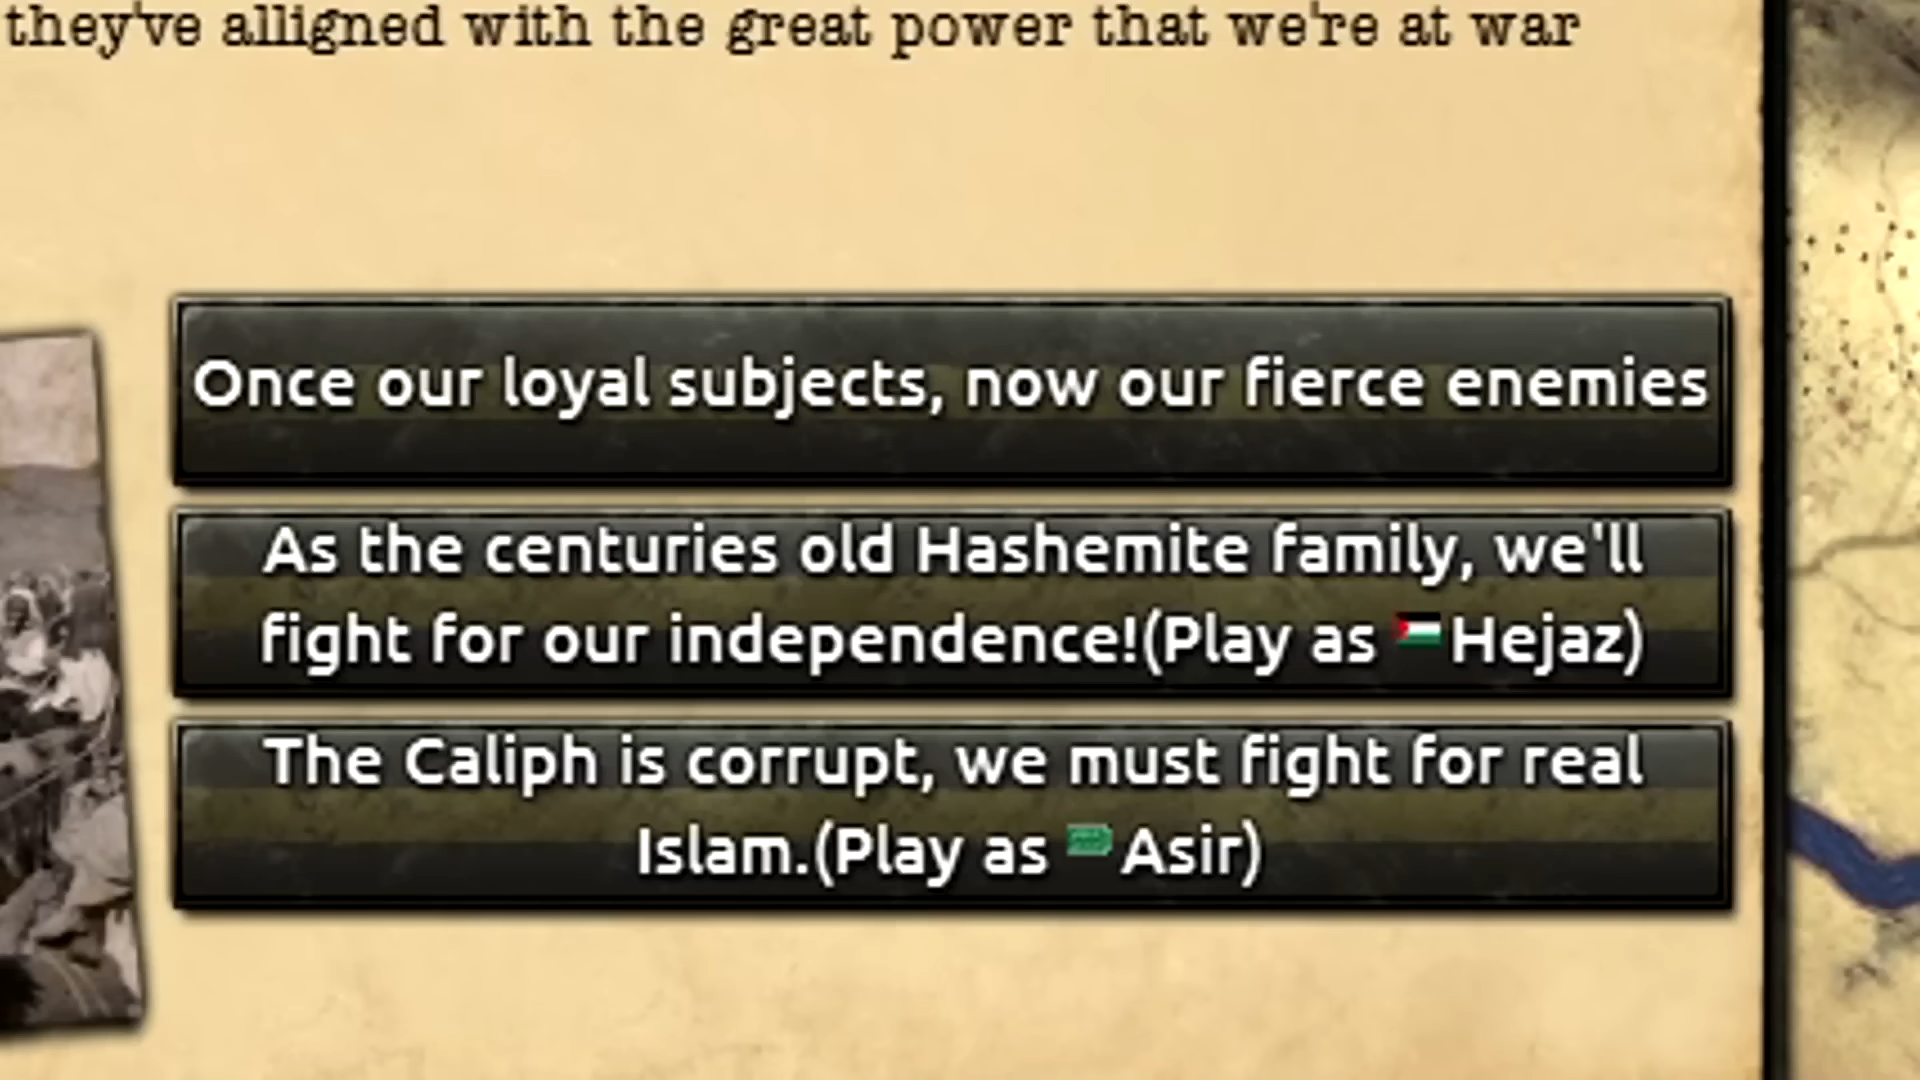 they've alligned with the great power that we're at war
Once our loyal subjects, now our fierce enemies
As the centuries old Hashemite family, we'll
fight for our independence!(Play as Hejaz)
The Caliph is corrupt, we must fight for real
Islam.(Play as Asir)